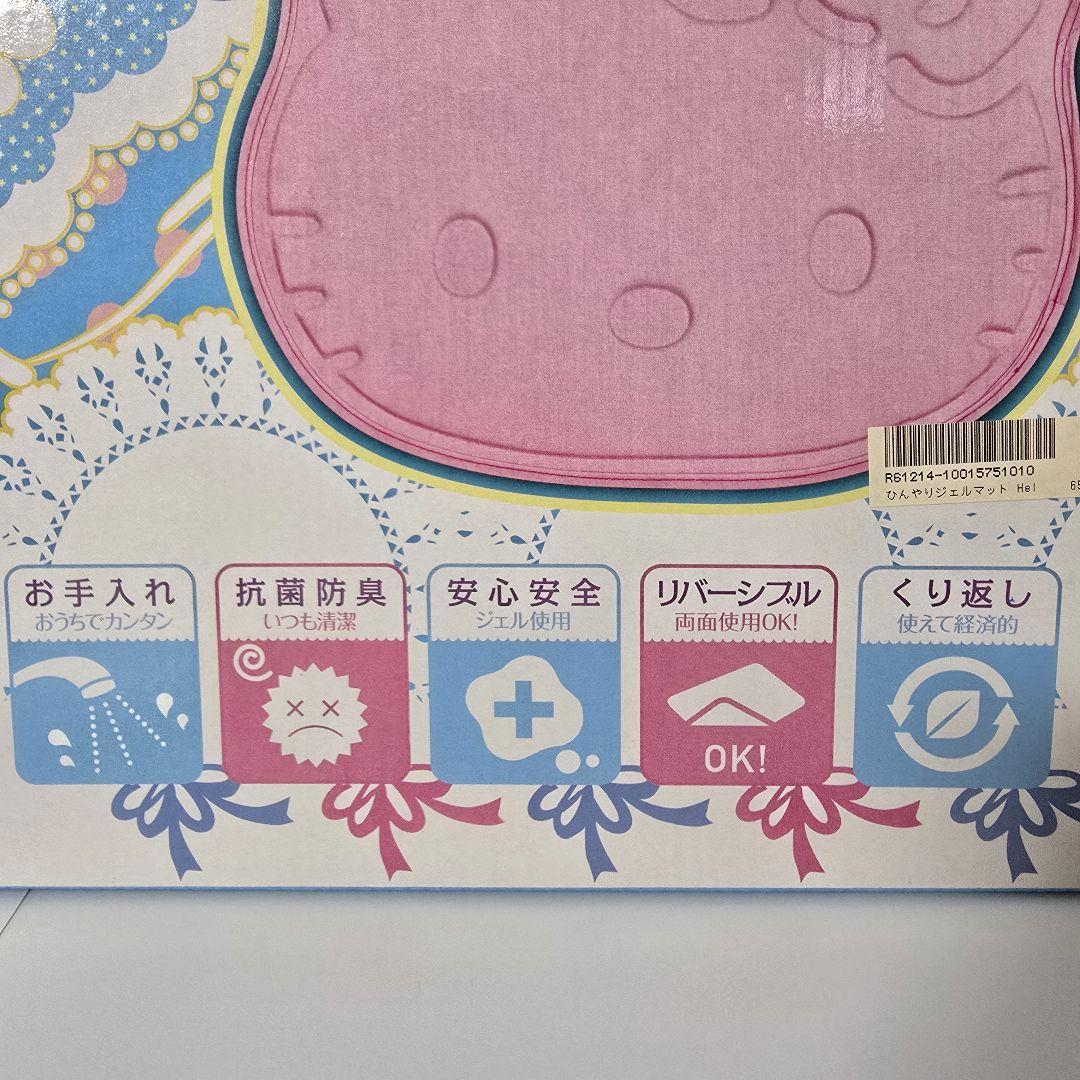 R61214-10015751010
ひんやりジェルマット Hel
お手入れ
おうちでカンタン
抗菌防臭
いつも清潔
安心安全
ジェル使用
リバーシブル
両面使用OK!
OK!
くり返し
使えて経済的